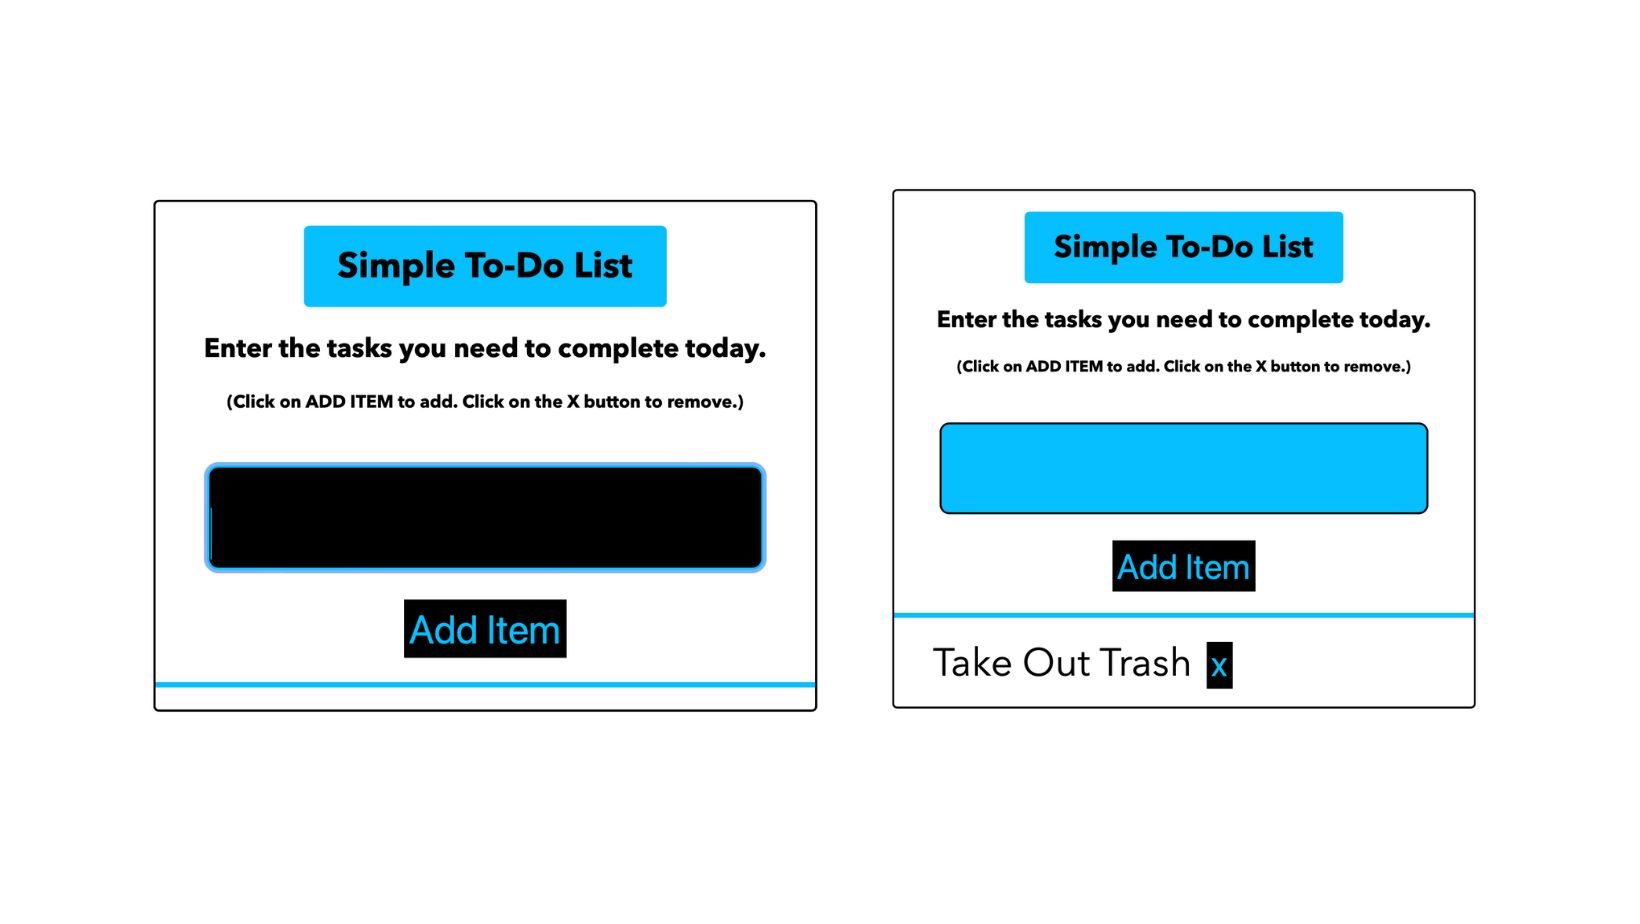 Simple To-Do List
Enter the tasks you need to complete today.
(Click on ADD ITEM to add. Click on the X button to remove.)
Add Item
Simple To-Do List
Enter the tasks you need to complete today.
(Click on ADD ITEM to add. Click on the X button to remove.)
Add Item
Take Out Trash x